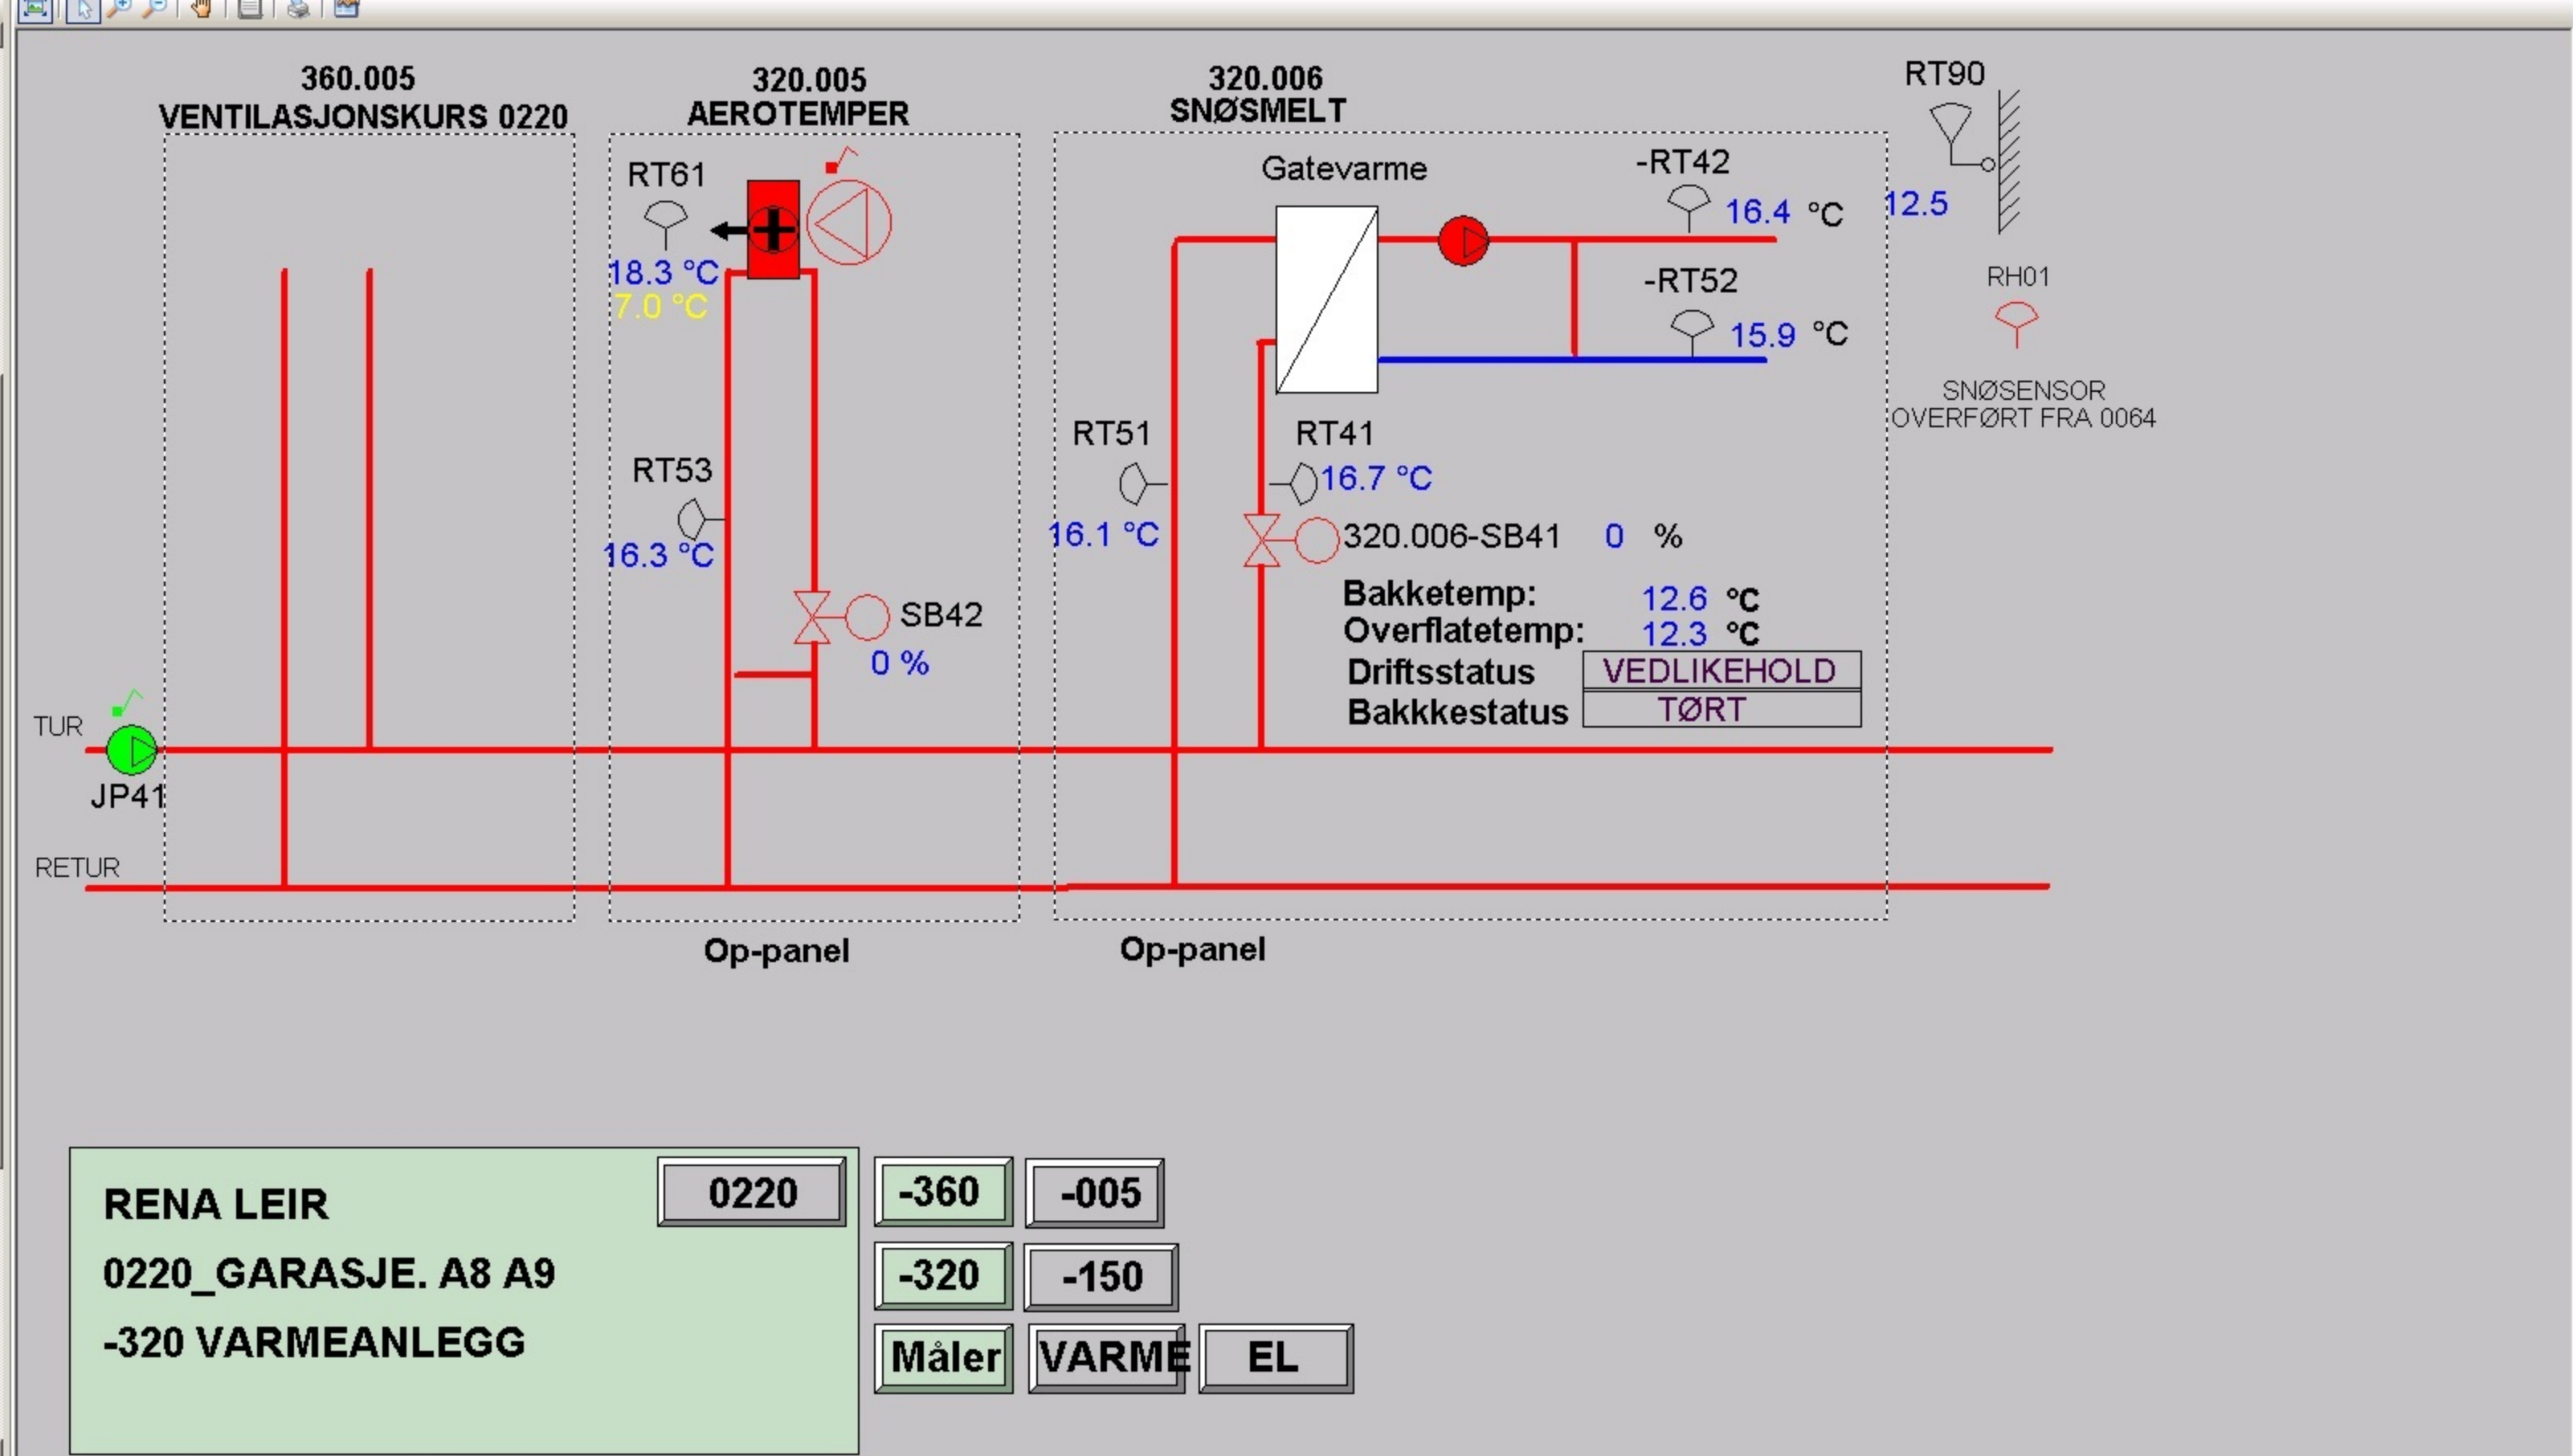 360.005
VENTILASJONSKURS 0220
320.005
AEROTEMPER
320.006
SNØSMELT
RT90
12.5
RH01
SNØSENSOR
OVERFØRT FRA 0064
RT61
18.3 °C
7.0 °C
RT53
16.3 °C
SB42
0 %
Gatevarme
-RT42
16.4 °C
-RT52
15.9 °C
RT51
16.1 °C
RT41
16.7 °C
320.006-SB41 0 %
Bakketemp: 12.6 °C
Overflatetemp: 12.3 °C
Driftsstatus VEDLIKEHOLD
Bakkkestatus TØRT
TUR
JP41
RETUR
Op-panel
Op-panel
RENA LEIR
0220_GARASJE. A8 A9
-320 VARMEANLEGG
0220
-360 -005
-320 -150
Måler VARME EL